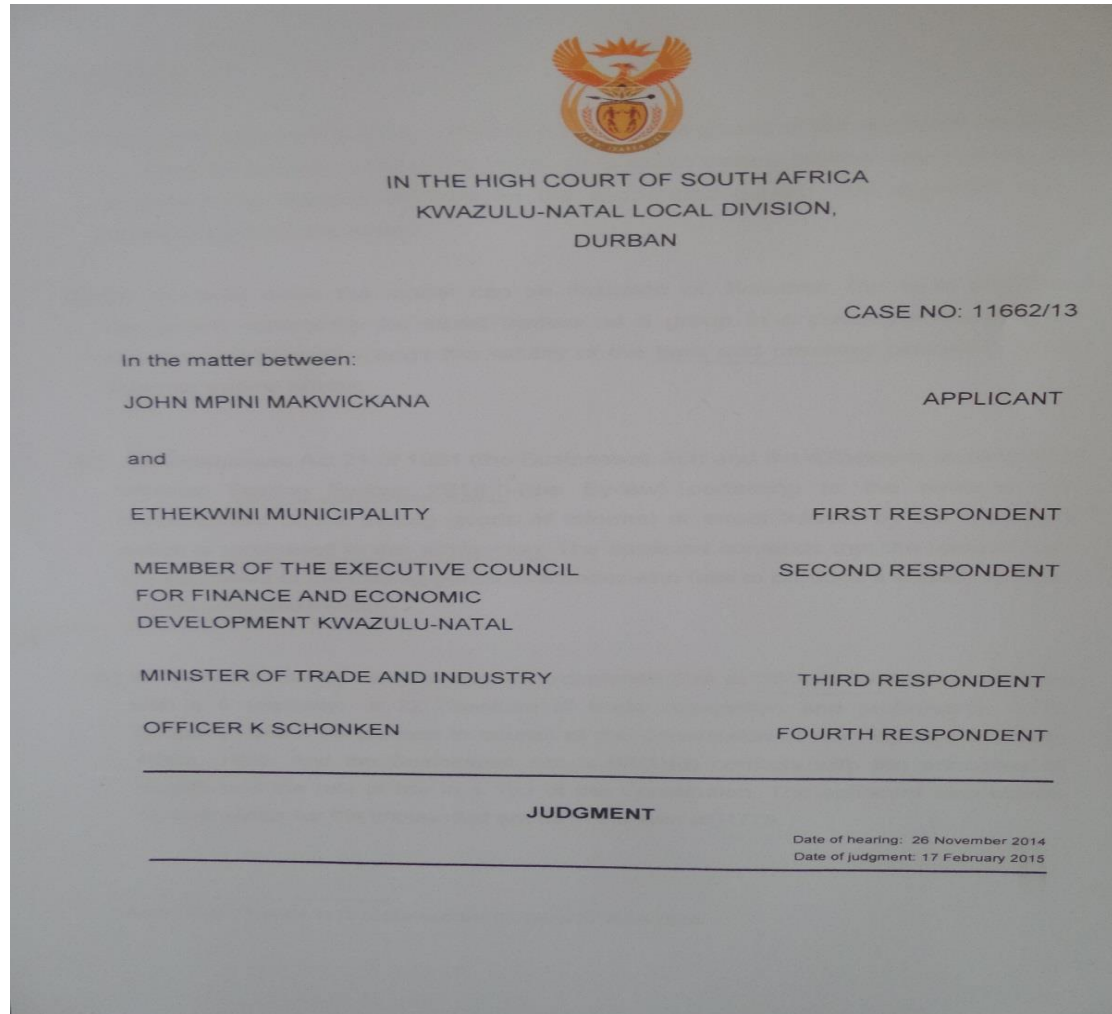 IN THE HIGH COURT OF SOUTH AFRICA
KWAZULU-NATAL LOCAL DIVISION,
DURBAN
CASE NO: 11662/13
In the matter between:
JOHN MPINI MAKWICKANA APPLICANT
and
ETHEKWINI MUNICIPALITY FIRST RESPONDENT
MEMBER OF THE EXECUTIVE COUNCIL SECOND RESPONDENT
FOR FINANCE AND ECONOMIC
DEVELOPMENT KWAZULU-NATAL
MINISTER OF TRADE AND INDUSTRY THIRD RESPONDENT
OFFICER K SCHONKEN FOURTH RESPONDENT
JUDGMENT
Date of hearing: 26 November 2014
Date of judgment: 17 February 2015